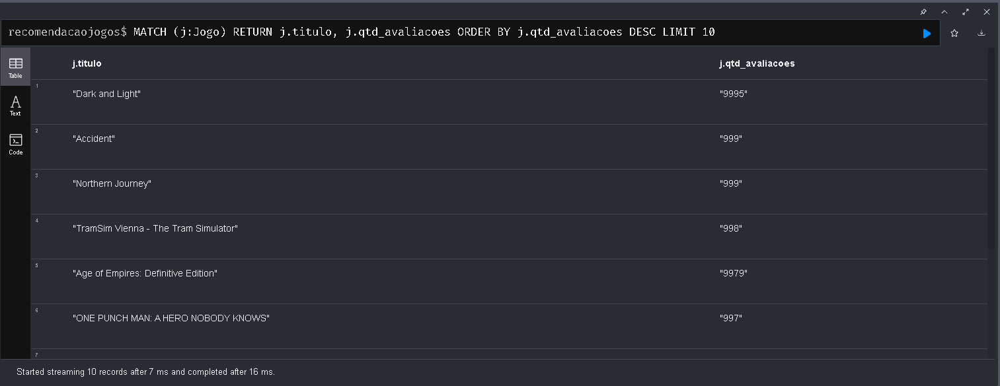 recomendacaojogos$ MATCH (j:Jogo) RETURN j.titulo, j.qtd_avaliacoes ORDER BY j.qtd_avaliacoes DESC LIMIT 10
Table
Text
Code
j.titulo j.qtd_avaliacoes
1 "Dark and Light" "9995"
2 "Accident" "999"
3 "Northern Journey" "999"
4 "TramSim Vienna - The Tram Simulator" "998"
5 "Age of Empires: Definitive Edition" "9979"
6 "ONE PUNCH MAN: A HERO NOBODY KNOWS" "997"
7
Started streaming 10 records after 7 ms and completed after 16 ms.